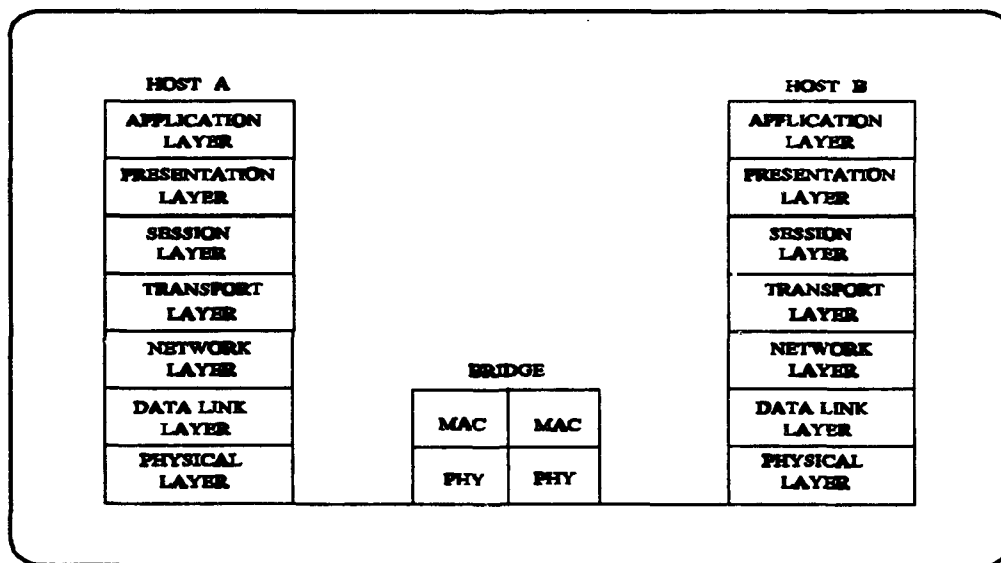 HOST A
APPLICATION
LAYER
PRESENTATION
LAYER
SESSION
LAYER
TRANSPORT
LAYER
NETWORK
LAYER
DATA LINK
LAYER
PHYSICAL
LAYER
BRIDGE
MAC MAC
PHY PHY
HOST B
APPLICATION
LAYER
PRESENTATION
LAYER
SESSION
LAYER
TRANSPORT
LAYER
NETWORK
LAYER
DATA LINK
LAYER
PHYSICAL
LAYER